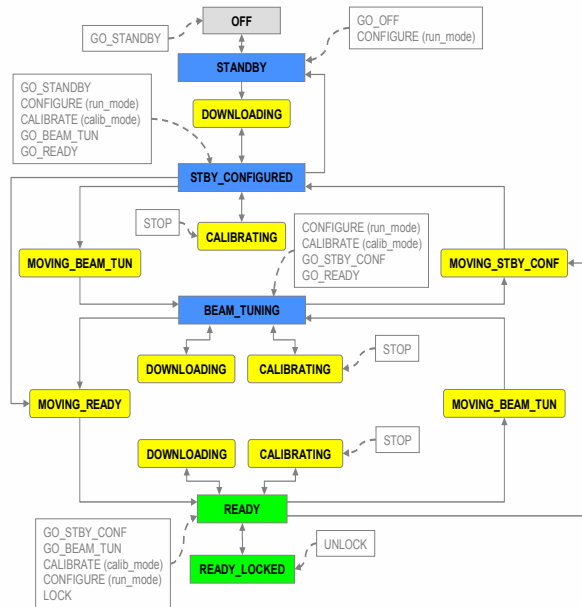 OFF
GO_STANDBY
GO_OFF
CONFIGURE (run_mode)
STANDBY
GO_STANDBY
CONFIGURE (run_mode)
CALIBRATE (calib_mode)
GO_BEAM_TUN
GO_READY
DOWNLOADING
STBY_CONFIGURED
STOP
CALIBRATING
CONFIGURE (run_mode)
CALIBRATE (calib_mode)
GO_STBY_CONF
GO_READY
MOVING_BEAM_TUN
MOVING_STBY_CONF
BEAM_TUNING
STOP
DOWNLOADING
CALIBRATING
MOVING_READY
MOVING_BEAM_TUN
STOP
DOWNLOADING
CALIBRATING
READY
GO_STBY_CONF
GO_BEAM_TUN
CALIBRATE (calib_mode)
CONFIGURE (run_mode)
LOCK
UNLOCK
READY_LOCKED